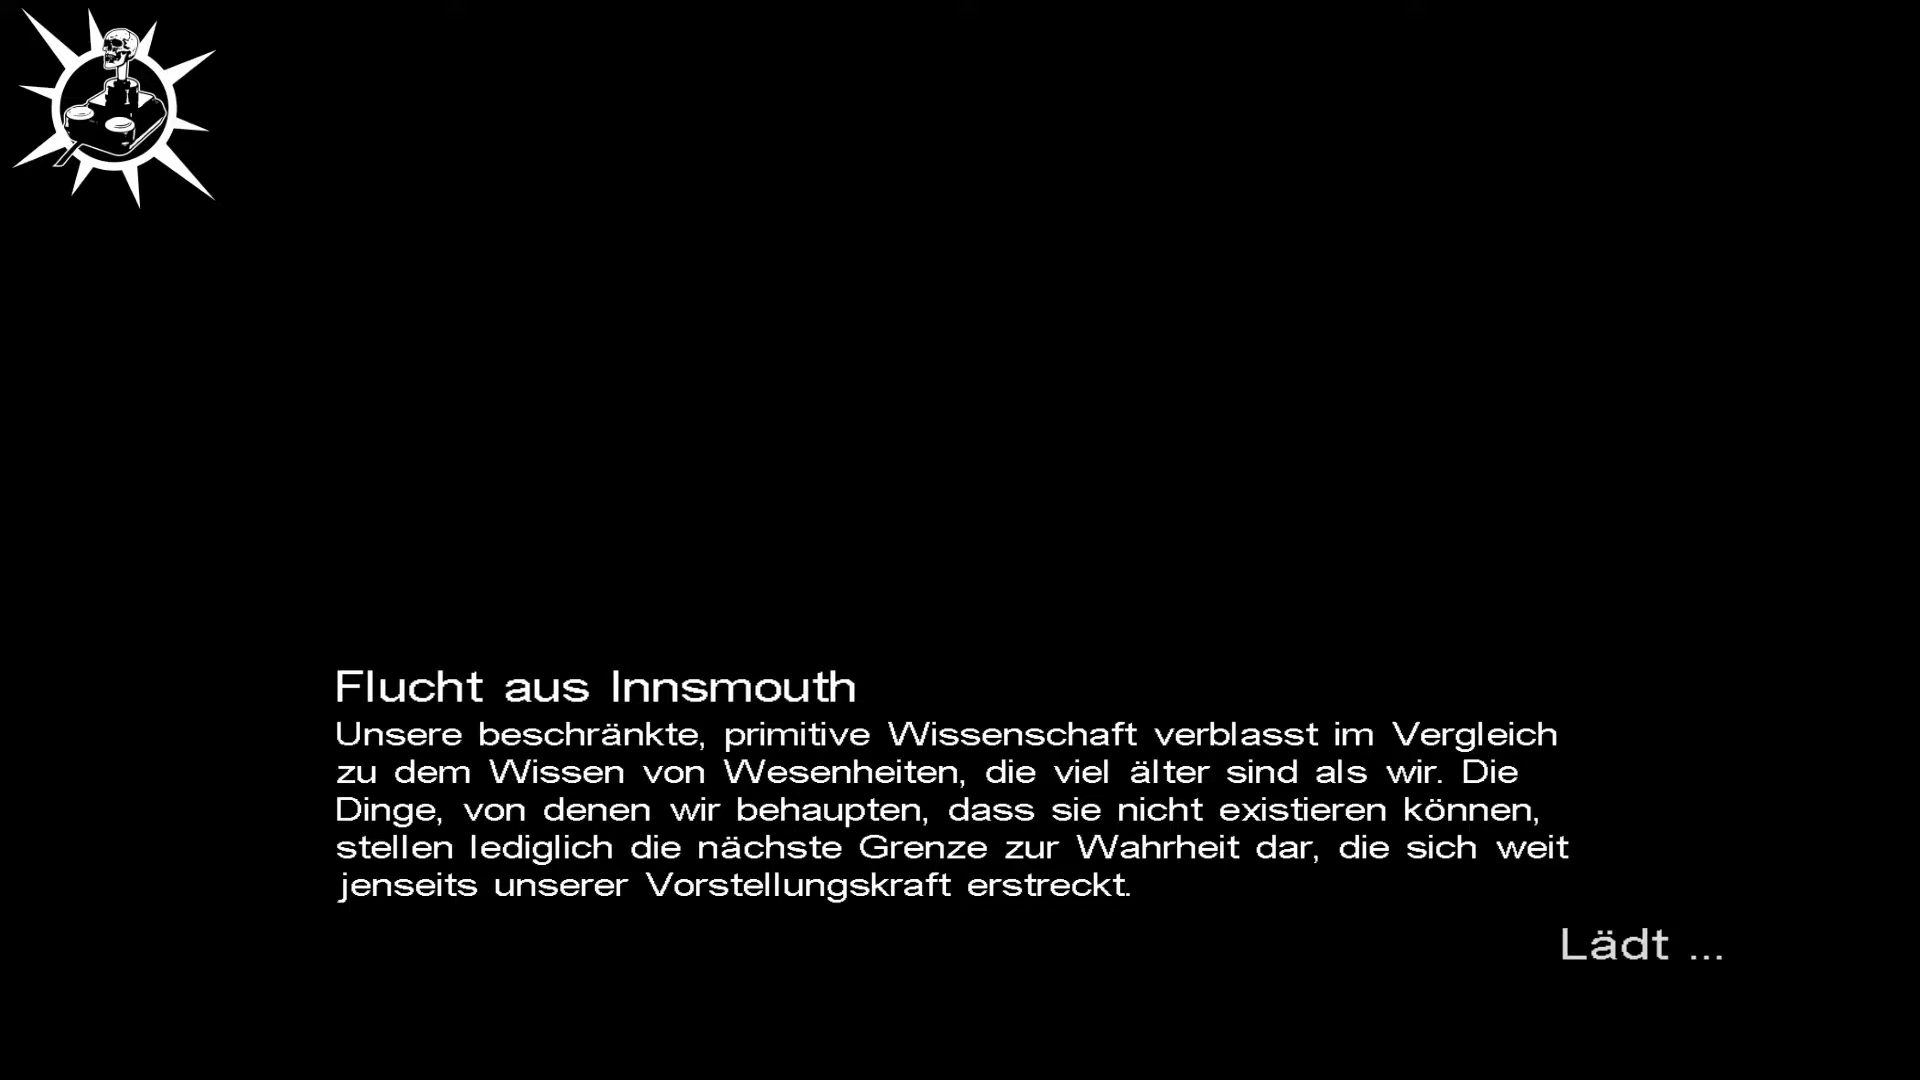 Flucht aus Innsmouth
Unsere beschränkte, primitive Wissenschaft verblasst im Vergleich
zu dem Wissen von Wesenheiten, die viel älter sind als wir. Die
Dinge, von denen wir behaupten, dass sie nicht existieren können,
stellen lediglich die nächste Grenze zur Wahrheit dar, die sich weit
jenseits unserer Vorstellungskraft erstreckt.
Lädt ...